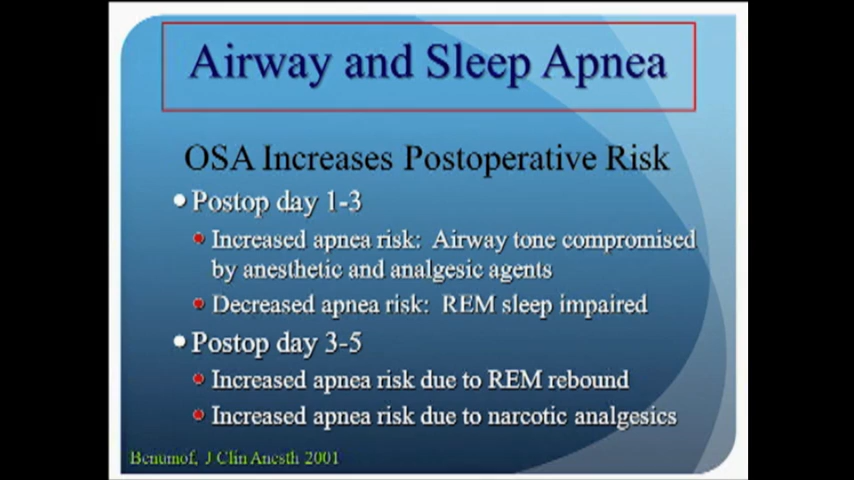 Airway and Sleep Apnea
OSA Increases Postoperative Risk
Postop day 1-3
Increased apnea risk: Airway tone compromised
by anesthetic and analgesic agents
Decreased apnea risk: REM sleep impaired
Postop day 3-5
Increased apnea risk due to REM rebound
Increased apnea risk due to narcotic analgesics
Benumof, J Clin Anesth 2001